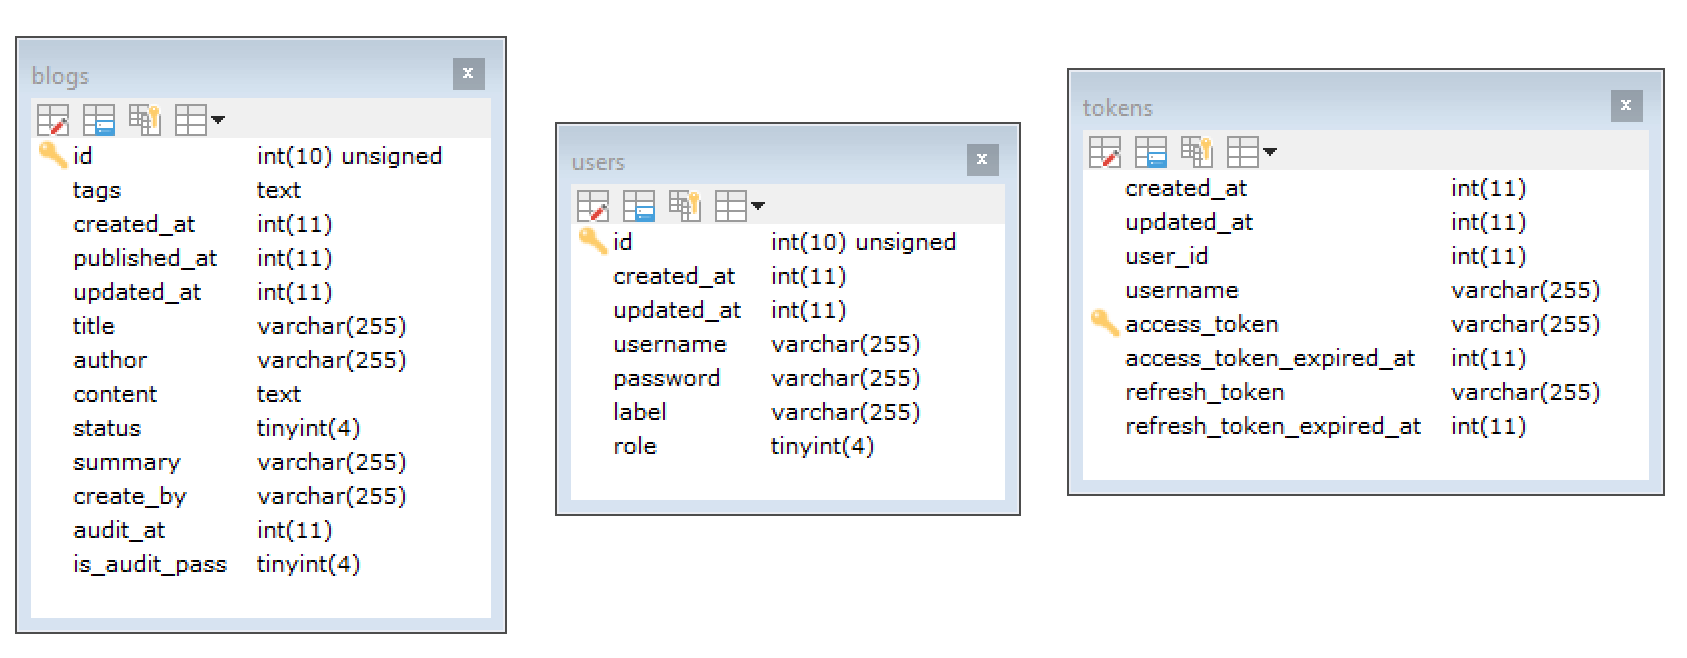 blogs
id int(10) unsigned
tags text
created_at int(11)
published_at int(11)
updated_at int(11)
title varchar(255)
author varchar(255)
content text
status tinyint(4)
summary varchar(255)
create_by varchar(255)
audit_at int(11)
is_audit_pass tinyint(4)
users
id int(10) unsigned
created_at int(11)
updated_at int(11)
username varchar(255)
password varchar(255)
label varchar(255)
role tinyint(4)
tokens
created_at int(11)
updated_at int(11)
user_id int(11)
username varchar(255)
access_token varchar(255)
access_token_expired_at int(11)
refresh_token varchar(255)
refresh_token_expired_at int(11)